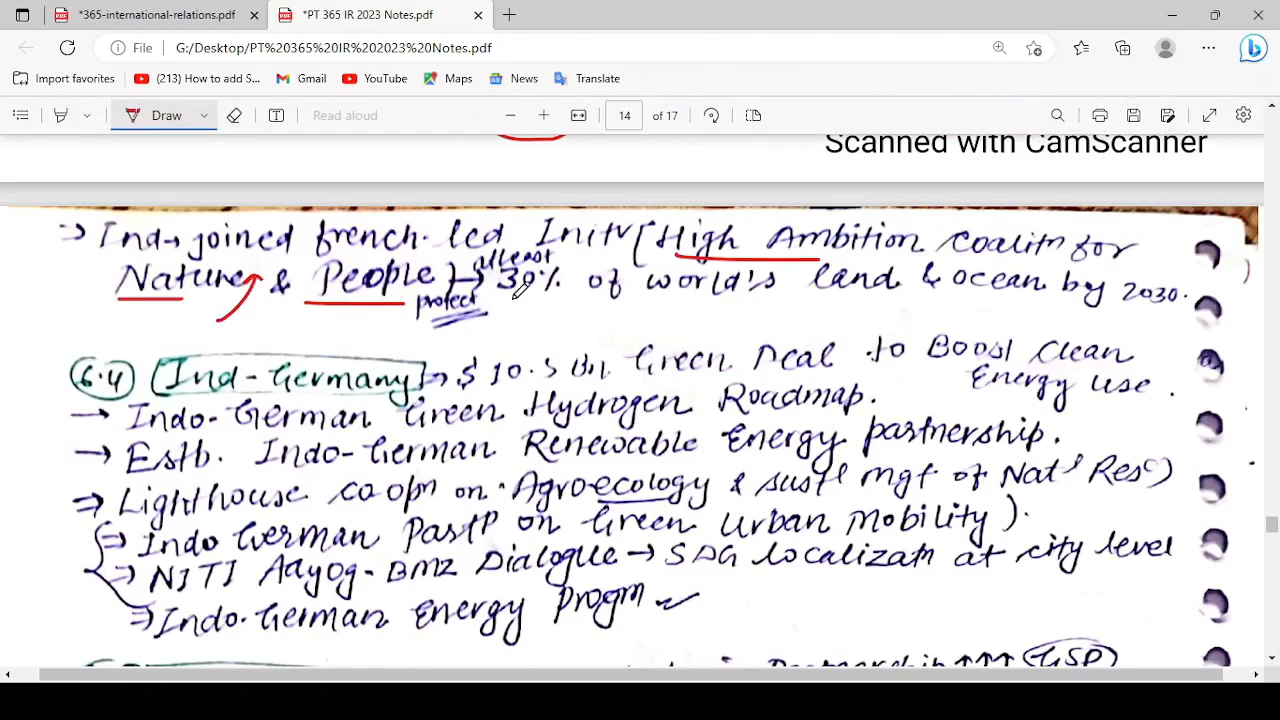 *365-international-relations.pdf
*PT 365 IR 2023 Notes.pdf
File G:/Desktop/PT%20365%20IR%202023%20Notes.pdf
Import favorites (213) How to add S... Gmail YouTube Maps News Translate
Draw Read aloud 14 of 17
Scanned with CamScanner
→ Ind→ joined french-led Initv [High Ambition Coalitn for
Nature & People] → atleast 30% of world's land & ocean by 2030.
protect
6.4 [Ind-Germany] → $ 10.5 Bn. Green Deal to Boost Clean
Energy use.
→ Indo-German Green Hydrogen Roadmap.
→ Estb. Indo-German Renewable Energy partnership.
⇒ Lighthouse coopn on Agroecology & sustl mgt of Natl Resc)
⇒ Indo German PartP on Green Urban Mobility).
⇒ NITI Aayog-BMZ Dialogue → SDG localizatn at city level
⇒ Indo-German Energy Progm
Partnership ↑↑↑ (GSP)